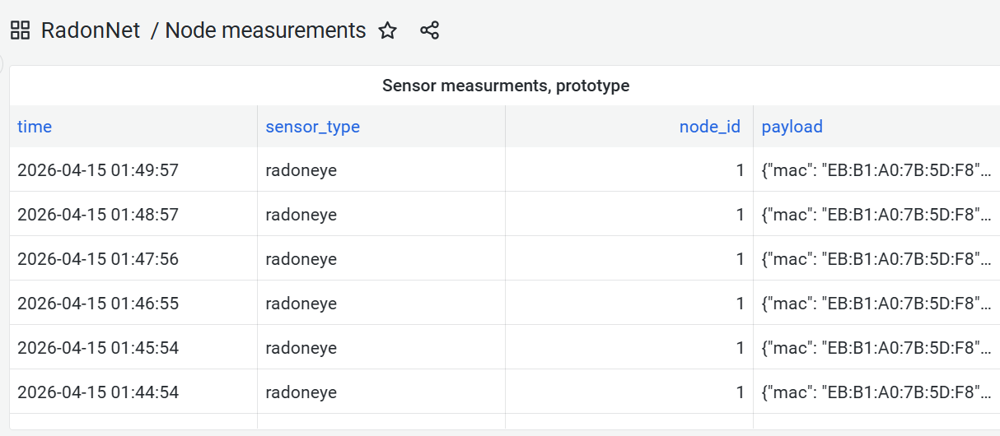 RadonNet / Node measurements
Sensor measurments, prototype
time sensor_type node_id payload
2026-04-15 01:49:57 radoneye 1 {"mac": "EB:B1:A0:7B:5D:F8"...
2026-04-15 01:48:57 radoneye 1 {"mac": "EB:B1:A0:7B:5D:F8"...
2026-04-15 01:47:56 radoneye 1 {"mac": "EB:B1:A0:7B:5D:F8"...
2026-04-15 01:46:55 radoneye 1 {"mac": "EB:B1:A0:7B:5D:F8"...
2026-04-15 01:45:54 radoneye 1 {"mac": "EB:B1:A0:7B:5D:F8"...
2026-04-15 01:44:54 radoneye 1 {"mac": "EB:B1:A0:7B:5D:F8"...